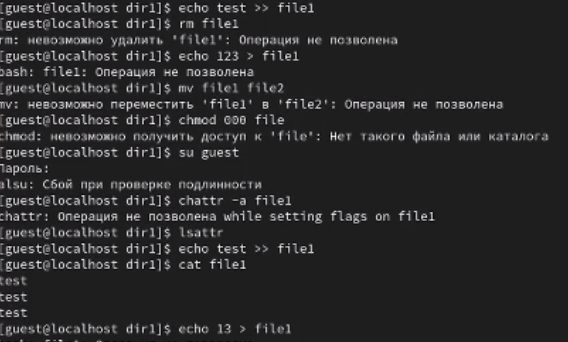 [guest@localhost dir1]$ echo test >> file1
[guest@localhost dir1]$ rm file1
rm: невозможно удалить 'file1': Операция не позволена
[guest@localhost dir1]$ echo 123 > file1
bash: file1: Операция не позволена
[guest@localhost dir1]$ mv file1 file2
mv: невозможно переместить 'file1' в 'file2': Операция не позволена
[guest@localhost dir1]$ chmod 000 file
chmod: невозможно получить доступ к 'file': Нет такого файла или каталога
[guest@localhost dir1]$ su guest
Пароль:
alsu: Сбой при проверке подлинности
[guest@localhost dir1]$ chattr -a file1
chattr: Операция не позволена while setting flags on file1
[guest@localhost dir1]$ lsattr
[guest@localhost dir1]$ echo test >> file1
[guest@localhost dir1]$ cat file1
test
test
test
[guest@localhost dir1]$ echo 13 > file1